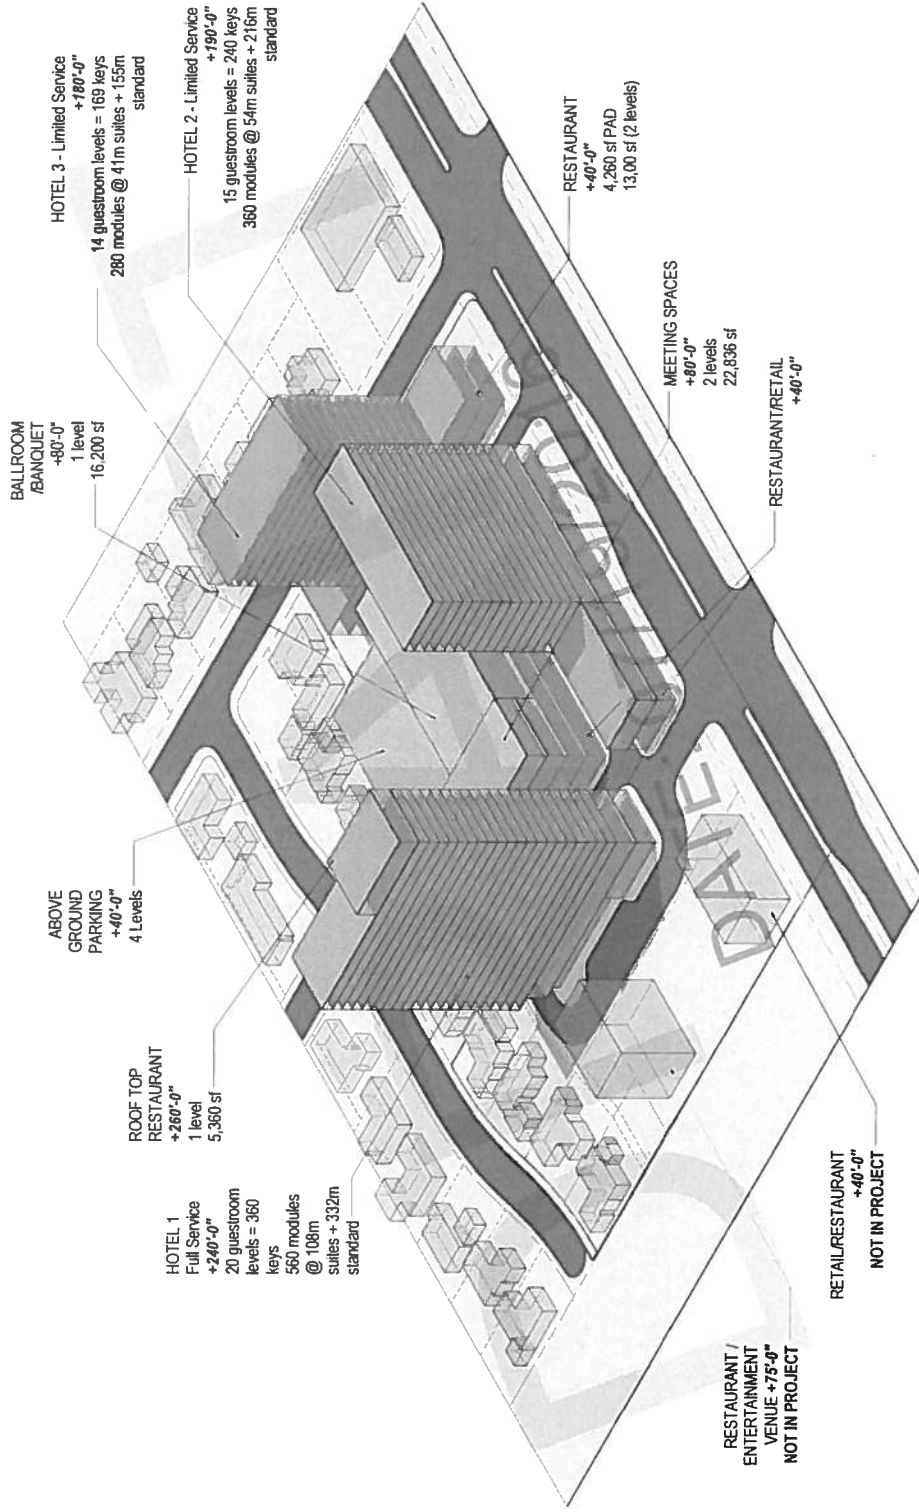 HOTEL 3 - Limited Service
+180'-0"
14 guestroom levels = 169 keys
280 modules @ 41m suites + 155m
standard
HOTEL 2 - Limited Service
+190'-0"
15 guestroom levels = 240 keys
360 modules @ 54m suites + 216m
standard
BALLROOM
/BANQUET
+80'-0"
1 level
16,200 sf
RESTAURANT
+40'-0"
4,260 sf PAD
13,00 sf (2 levels)
MEETING SPACES
+80'-0"
2 levels
22,836 sf
RESTAURANT/RETAIL
+40'-0"
ABOVE
GROUND
PARKING
+40'-0"
4 Levels
ROOF TOP
RESTAURANT
+260'-0"
1 level
5,360 sf
HOTEL 1
Full Service
+240'-0"
20 guestroom
levels = 360
keys
560 modules
@ 108m
suites + 332m
standard
RETAIL/RESTAURANT
+40'-0"
NOT IN PROJECT
RESTAURANT /
ENTERTAINMENT
VENUE +75'-0"
NOT IN PROJECT
DATE: